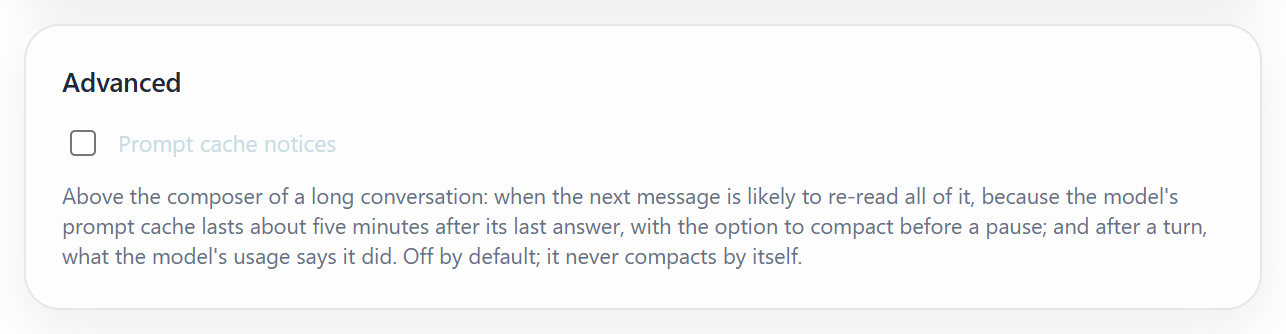 Advanced
Prompt cache notices
Above the composer of a long conversation: when the next message is likely to re-read all of it, because the model's
prompt cache lasts about five minutes after its last answer, with the option to compact before a pause; and after a turn,
what the model's usage says it did. Off by default; it never compacts by itself.